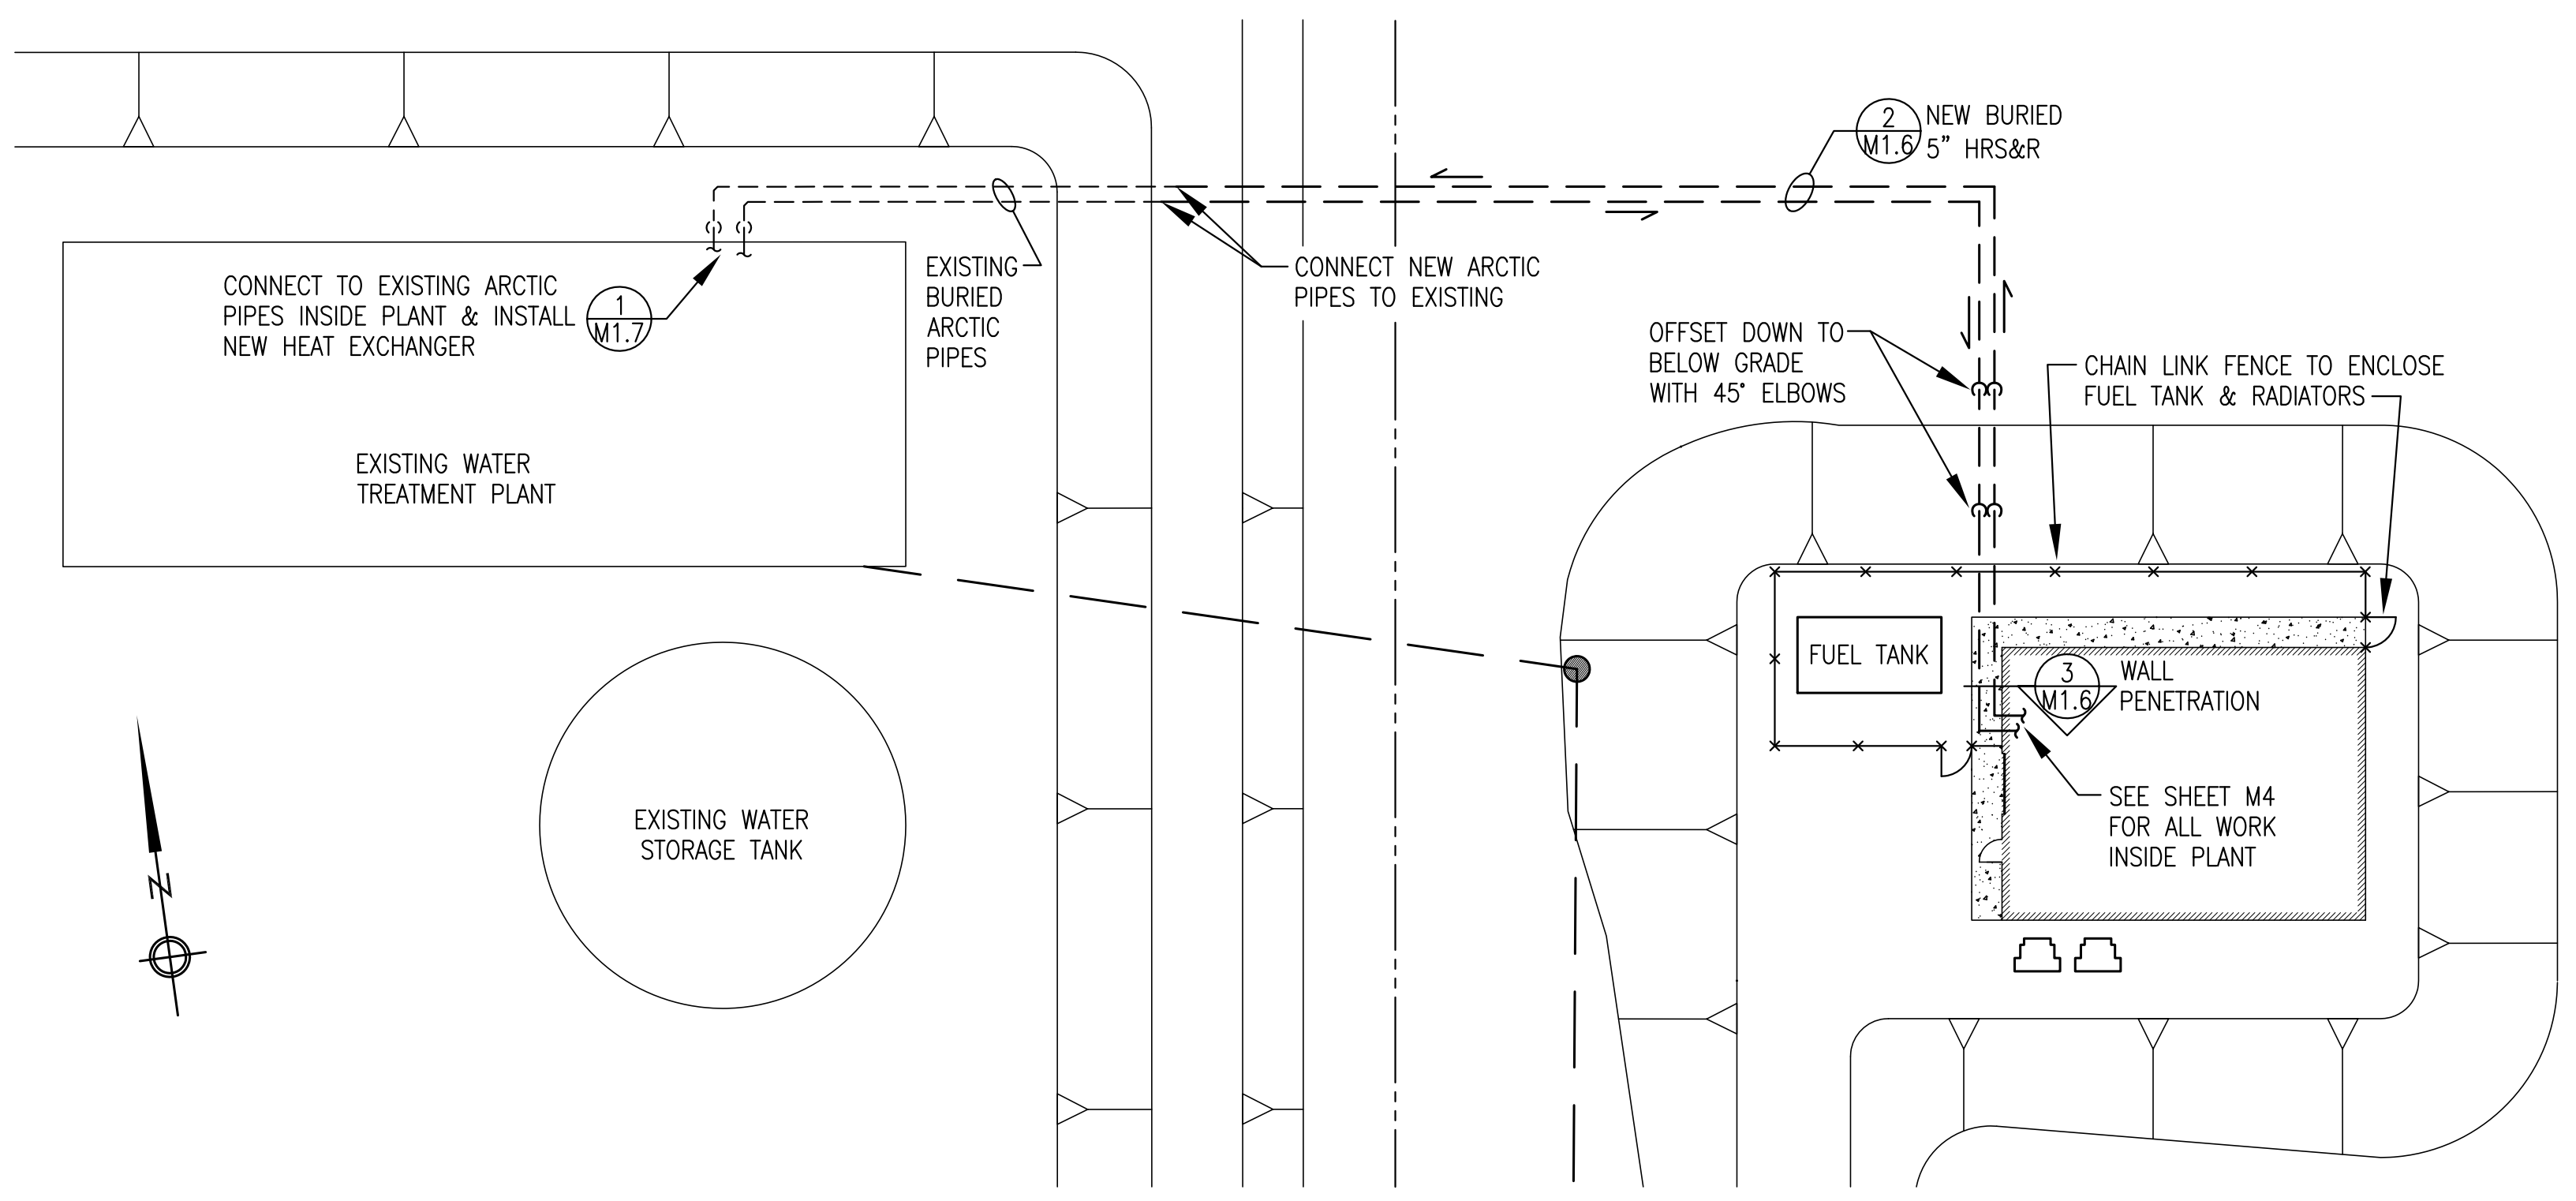 2
M1.6
NEW BURIED
5" HRS&R
CONNECT TO EXISTING ARCTIC
PIPES INSIDE PLANT & INSTALL
NEW HEAT EXCHANGER
1
M1.7
EXISTING
BURIED
ARCTIC
PIPES
CONNECT NEW ARCTIC
PIPES TO EXISTING
OFFSET DOWN TO
BELOW GRADE
WITH 45° ELBOWS
CHAIN LINK FENCE TO ENCLOSE
FUEL TANK & RADIATORS
EXISTING WATER
TREATMENT PLANT
FUEL TANK
3
M1.6
WALL
PENETRATION
SEE SHEET M4
FOR ALL WORK
INSIDE PLANT
EXISTING WATER
STORAGE TANK
N